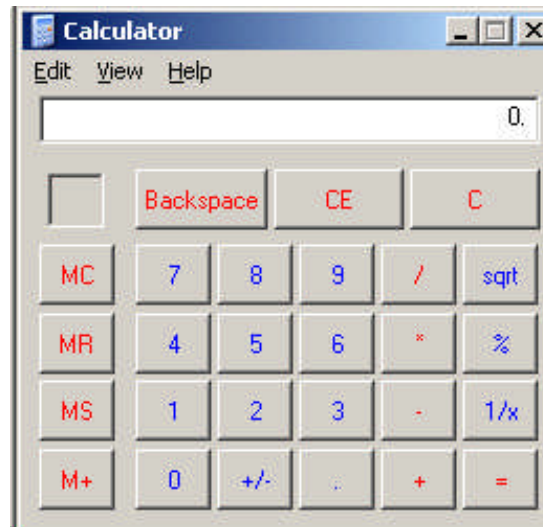 Calculator
Edit View Help
0.
Backspace CE C
MC 7 8 9 / sqrt
MR 4 5 6 * %
MS 1 2 3 - 1/x
M+ 0 +/- . + =